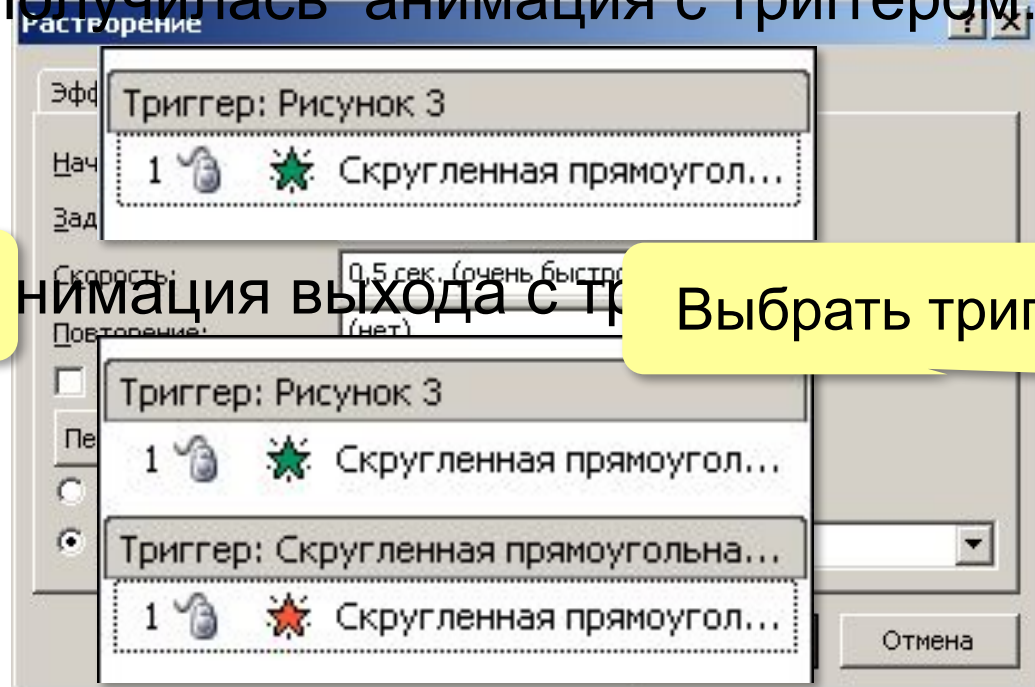 получилась анимация с триггером.
Растворение
Эфф
Триггер: Рисунок 3
Нач
1 Скругленная прямоугол...
Зад
Скорость: 0,5 сек. (очень быстро
нимация выхода с тр
Выбрать триг
Повторение: (нет)
Триггер: Рисунок 3
Пе
1 Скругленная прямоугол...
Триггер: Скругленная прямоугольна...
1 Скругленная прямоугол...
Отмена